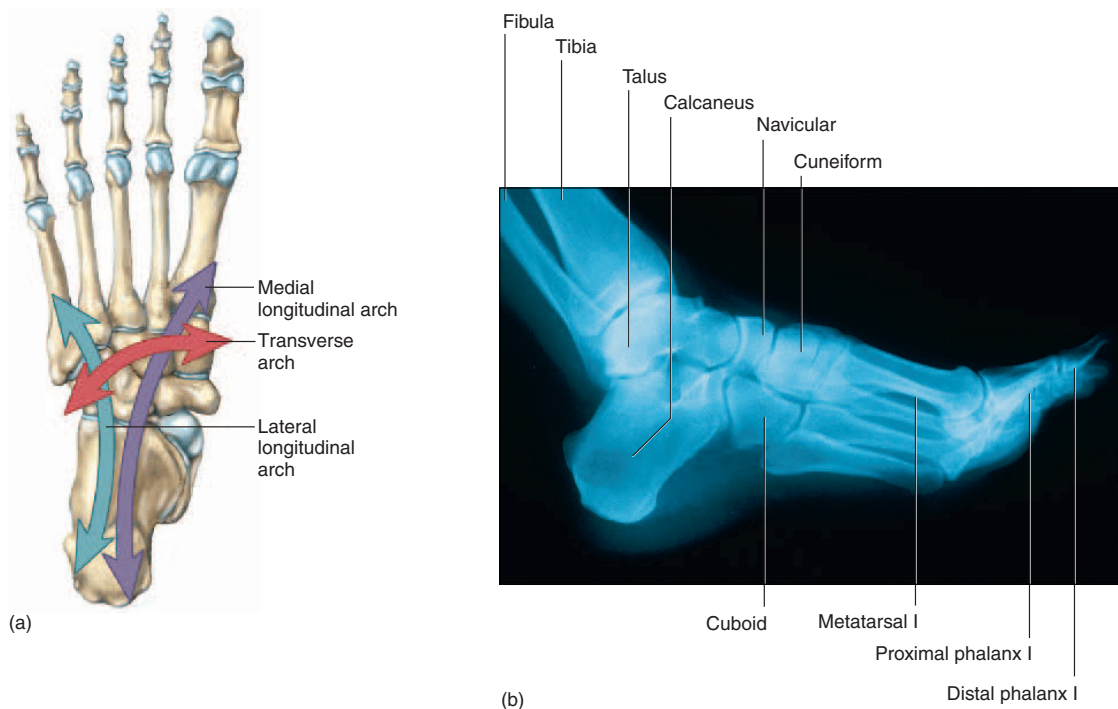 Medial
longitudinal arch
Transverse
arch
Lateral
longitudinal
arch
(a)
Fibula
Tibia
Talus
Calcaneus
Navicular
Cuneiform
Cuboid
Metatarsal I
Proximal phalanx I
Distal phalanx I
(b)